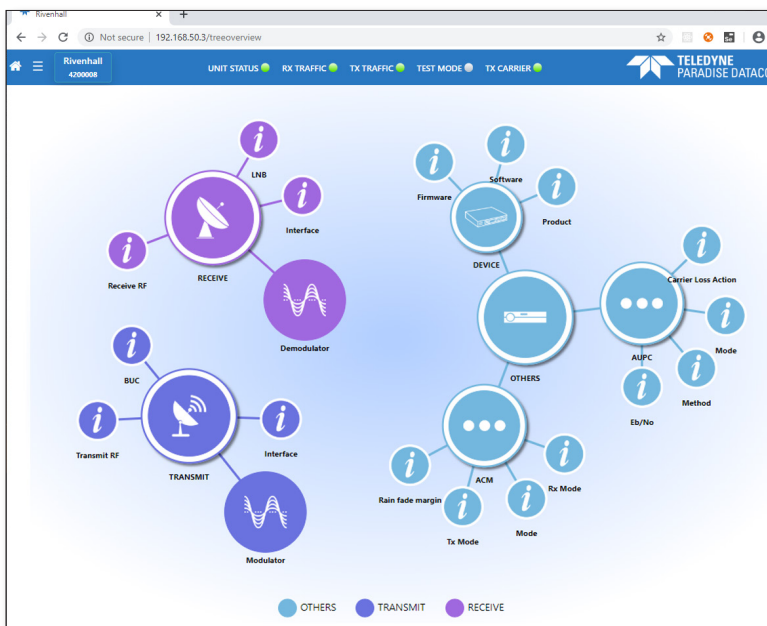 Rivenhall
Not secure | 192.168.50.3/treeoverview
Rivenhall
4200008
UNIT STATUS RX TRAFFIC TX TRAFFIC TEST MODE TX CARRIER
TELEDYNE
PARADISE DATACO
LNB
Interface
Receive RF
RECEIVE
Demodulator
BUC
Transmit RF
Interface
TRANSMIT
Modulator
Firmware
Software
Product
DEVICE
OTHERS
Carrier Loss Action
Mode
AUPC
Method
Eb/No
ACM
Rain fade margin
Rx Mode
Tx Mode
Mode
OTHERS TRANSMIT RECEIVE